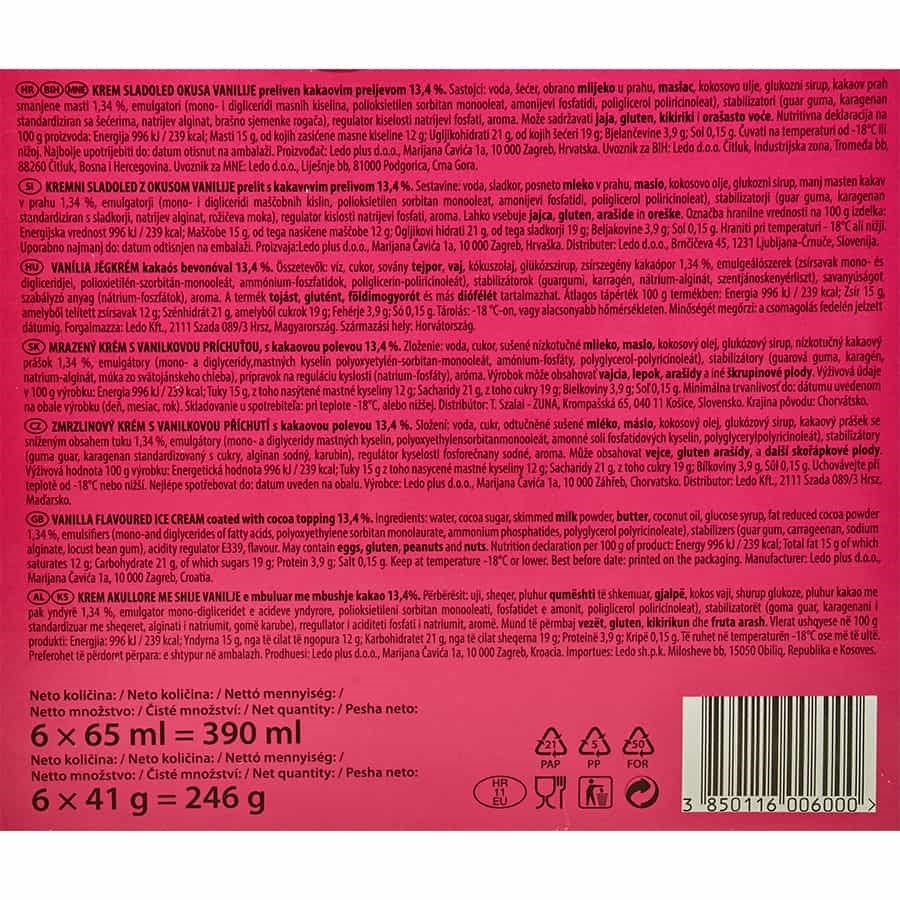 HR BIH MNE KREM SLADOLED OKUSA VANILIJE preliven kakaovim preljevom 13,4 %. Sastojci: voda, šećer, obrano mlijeko u prahu, maslac, kokosovo ulje, glukozni sirup, kakaov prah
smanjene masti 1,34 %, emulgatori (mono- i digliceridi masnih kiselina, polioksietilen sorbitan monooleat, amonijevi fosfatidi, poliglicerol poliricinoleat), stabilizatori (guar guma, karagenan
standardiziran sa šećerima, natrijev alginat, brašno sjemenke rogača), regulator kiselosti natrijevi fosfati, aroma. Može sadržavati jaja, gluten, kikiriki i orašasto voće. Nutritivna deklaracija na
100 g proizvoda: Energija 996 kJ / 239 kcal; Masti 15 g, od kojih zasićene masne kiseline 12 g; Ugljikohidrati 21 g, od kojih šećeri 19 g; Bjelančevine 3,9 g; Sol 0,15 g. Čuvati na temperaturi od -18°C ili
nižoj. Najbolje upotrijebiti do: datum otisnut na ambalaži. Proizvođač: Ledo plus d.o.o., Marijana Čavića 1a, 10 000 Zagreb, Hrvatska. Uvoznik za BIH: Ledo d.o.o. Čitluk, Industrijska zona, Tromeđa bb,
88260 Čitluk, Bosna i Hercegovina. Uvoznik za MNE: Ledo d.o.o., Liješnje bb, 81000 Podgorica, Crna Gora.
SI KREMNI SLADOLED Z OKUSOM VANILIJE prelit s kakavovim prelivom 13,4 %. Sestavine: voda, sladkor, posneto mleko v prahu, maslo, kokosovo olje, glukozni sirup, manj masten kakav
v prahu 1,34 %, emulgatorji (mono- i digliceridi maščobnih kislin, polioksietilen sorbitan monooleat, amonijevi fosfatidi, poliglicerol poliricinoleat), stabilizatorji (guar guma, karagenan
standardiziran s sladkorji, natrijev alginat, rožičeva moka), regulator kislosti natrijevi fosfati, aroma. Lahko vsebuje jajca, gluten, arašide in oreške. Označba hranilne vrednosti na 100 g izdelka:
Energijska vrednost 996 kJ / 239 kcal; Maščobe 15 g, od tega nasičene maščobe 12 g; Ogljikovi hidrati 21 g, od tega sladkorji 19 g; Beljakovine 3,9 g; Sol 0,15 g. Hraniti pri temperaturi - 18°C ali nižji.
Uporabno najmanj do: datum odtisnjen na embalaži. Proizvaja:Ledo plus d.o.o., Marijana Čavića 1a, 10 000 Zagreb, Hrvaška. Distributer: Ledo d.o.o., Brnčičeva 45, 1231 Ljubljana-Črnuče, Slovenija.
HU VANÍLIA JÉGKRÉM kakaós bevonóval 13,4 %. Összetevők: víz, cukor, sovány tejpor, vaj, kókuszolaj, glükózszirup, zsírszegény kakaópor 1,34 %, emulgeálószerek (zsírsavak mono- és
digliceridjei, polioxietilén-szorbitán-monooleát, ammónium-foszfatidok, poliglicerin-poliricinoleát), stabilizátorok (guargumi, karragén, nátrium-alginát, szentjánoskenyérliszt), savanyúságot
szabályzó anyag (nátrium-foszfátok), aroma. A termék tojást, glutént, földimogyorót és más diófélét tartalmazhat. Átlagos tápérték 100 g termékben: Energia 996 kJ / 239 kcal; Zsír 15 g,
amelyből telített zsírsavak 12 g; Szénhidrát 21 g, amelyből cukrok 19 g; Fehérje 3,9 g; Só 0,15 g. Tárolás: -18 °C-on, vagy alacsonyabb hőmérsékleten. Minőségét megőrzi: a csomagolás fedelén jelzett
dátumig. Forgalmazza: Ledo Kft., 2111 Szada 089/3 Hrsz, Magyarország. Származási hely: Horvátország.
SK MRAZENÝ KRÉM S VANILKOVOU PRÍCHUŤOU, s kakaovou polevou 13,4 %. Zloženie: voda, cukor, sušené nízkotučné mlieko, maslo, kokosový olej, glukózový sirup, nízkotučný kakaový
prášok 1,34 %, emulgátory (mono- a diglyceridy,mastných kyselín polyoxyetylén-sorbitan-monooleát, amónium-fosfatidy, polyglycerol-polyricinoleát), stabilizátory (guarová guma, karagén,
natrium-alginát, múka zo svätojánskeho chleba), prípravok na reguláciu kyslosti (natrium-fosfáty), aróma. Výrobok môže obsahovať vajcia, lepok, arašidy a iné škrupinové plody. Výživová údaje
v 100 g výrobku: Energia 996 kJ / 239 kcal; Tuky 15 g, z toho nasýtené mastné kyseliny 12 g; Sacharidy 21 g, z toho cukry 19 g; Bielkoviny 3,9 g; Soľ 0,15 g. Minimálna trvanlivosť do: dátumu uvedenom
na obale výrobku (deň, mesiac, rok). Skladovanie u spotrebiteľa: pri teplote -18°C, alebo nižšej. Distribútor: T. Szalai - ZUNA, Krompašská 65, 040 11 Košice, Slovensko. Krajina pôvodu: Chorvátsko.
CZ ZMRZLINOVÝ KRÉM S VANILKOVOU PŘÍCHUTÍ s kakaovou polevou 13,4 %. Složení: voda, cukr, odtučněné sušené mléko, máslo, kokosový olej, glukózový sirup, kakaový prášek se
sníženým obsahem tuku 1,34 %, emulgátory (mono- a diglyceridy mastných kyselin, polyoxyethylensorbitanmonooleát, amonné soli fosfatidových kyselin, polyglycerylpolyricinoleát), stabilizátory
(guma guar, karagenan standardizovaný s cukry, alginan sodný, karubin), regulátor kyselostí fosforečnany sodné, aroma. Může obsahovat vejce, gluten arašídy, a další skořápkové plody.
Výživová hodnota 100 g výrobku: Energetická hodnota 996 kJ / 239 kcal; Tuky 15 g z toho nasycené mastné kyseliny 12 g; Sacharidy 21 g, z toho cukry 19 g; Bílkoviny 3,9 g, Sůl 0,15 g. Uchovávejte při
teplotě od -18°C nebo nižší. Nejlépe spotřebovat do: datum uveden na obalu. Výrobce: Ledo plus d.o.o., Marijana Čavića 1a, 10 000 Záhřeb, Chorvatsko. Distributor: Ledo Kft., 2111 Szada 089/3 Hrsz,
Maďarsko.
GB VANILLA FLAVOURED ICE CREAM coated with cocoa topping 13,4 %. Ingredients: water, cocoa sugar, skimmed milk powder, butter, coconut oil, glucose syrup, fat reduced cocoa powder
1,34 %, emulsifiers (mono-and diglycerides of fatty acids, polyoxyethylene sorbitan monolaurate, ammonium phosphatides, polyglycerol polyricinoleate), stabilizers (guar gum, carrageenan, sodium
alginate, locust bean gum), acidity regulator E339, flavour. May contain eggs, gluten, peanuts and nuts. Nutrition declaration per 100 g of product: Energy 996 kJ / 239 kcal; Total fat 15 g of which
saturates 12 g; Carbohydrate 21 g, of which sugars 19 g; Protein 3,9 g; Salt 0,15 g. Keep at temperature -18°C or lower. Best before date: printed on the packaging. Manufacturer: Ledo plus d.o.o.,
Marijana Čavića 1a, 10 000 Zagreb, Croatia.
AL KS KREM AKULLORE ME SHIJE VANILJE e mbuluar me mbushje kakao 13,4%. Përbërësit: uji, sheqer, pluhur qumështi të shkemuar, gjalpë, kokos vaji, shurup glukoze, pluhur kakao me
pak yndyrë 1,34 %, emulgator mono-digliceridet e acideve yndyrore, polioksietileni sorbitan monooleati, fosfatidet e amonit, poliglicerol poliricinoleat), stabilizatorët (goma guar, karagenani i
standardizuar me sheqeret, alginati i natriumit, gomë karube), rregullator i aciditeti fosfati i natriumit, aromë. Mund të përmbaj vezët, gluten, kikirikun dhe fruta arash. Vlerat ushqyese në 100 g
produkti: Energjia: 996 kJ / 239 kcal; Yndyrna 15 g, nga të cilat të ngopura 12 g; Karbohidratet 21 g, nga të cilat sheqerna 19 g; Proteinë 3,9 g; Kripë 0,15 g. Të ruhet në temperaturën -18°C ose më të ultë.
Preferohet të përdoret përpara: e shtypur në ambalazh. Prodhuesi: Ledo plus d.o.o., Marijana Čavića 1a, 10 000 Zagreb, Kroacia. Importues: Ledo sh.p.k. Milosheve bb, 15050 Obiliq, Republika e Kosoves.
Neto količina: / Neto količina: / Nettó mennyiség: /
Netto množstvo: / Čisté množství: / Net quantity: / Pesha neto:
6 × 65 ml = 390 ml
Neto količina: / Neto količina: / Nettó mennyiség: /
Netto množstvo: / Čisté množství: / Net quantity: / Pesha neto:
6 × 41 g = 246 g
21 5 50
PAP PP FOR
HR
11
EU
3 850116 006000 >